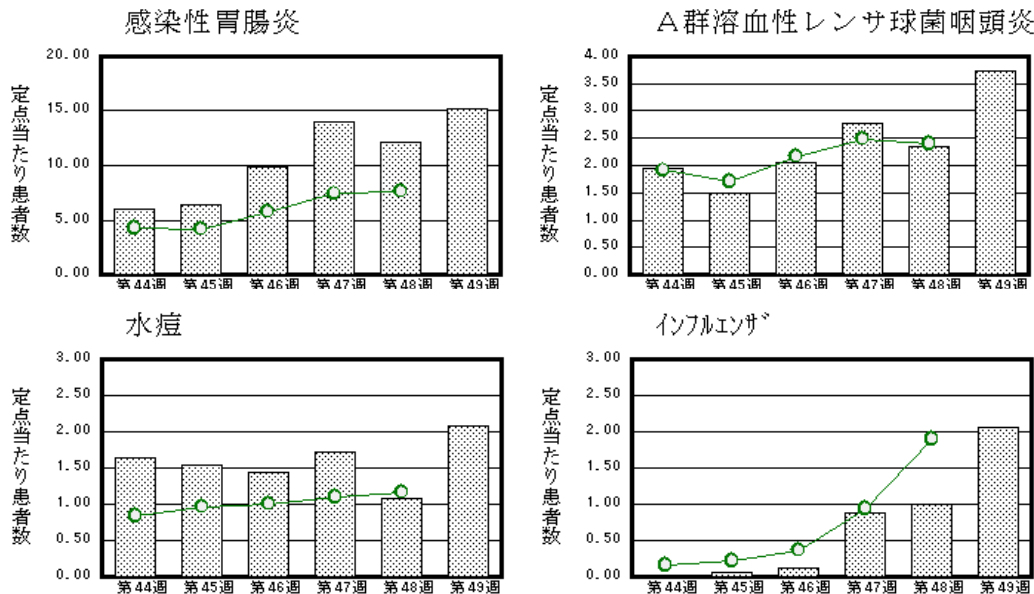 感染性胃腸炎
定点当たり患者数
20.00
15.00
10.00
5.00
0.00
第44週 第45週 第46週 第47週 第48週 第49週
A群溶血性レンサ球菌咽頭炎
定点当たり患者数
4.00
3.50
3.00
2.50
2.00
1.50
1.00
0.50
0.00
第44週 第45週 第46週 第47週 第48週 第49週
水痘
定点当たり患者数
3.00
2.50
2.00
1.50
1.00
0.50
0.00
第44週 第45週 第46週 第47週 第48週 第49週
インフルエンザ
定点当たり患者数
3.00
2.50
2.00
1.50
1.00
0.50
0.00
第44週 第45週 第46週 第47週 第48週 第49週